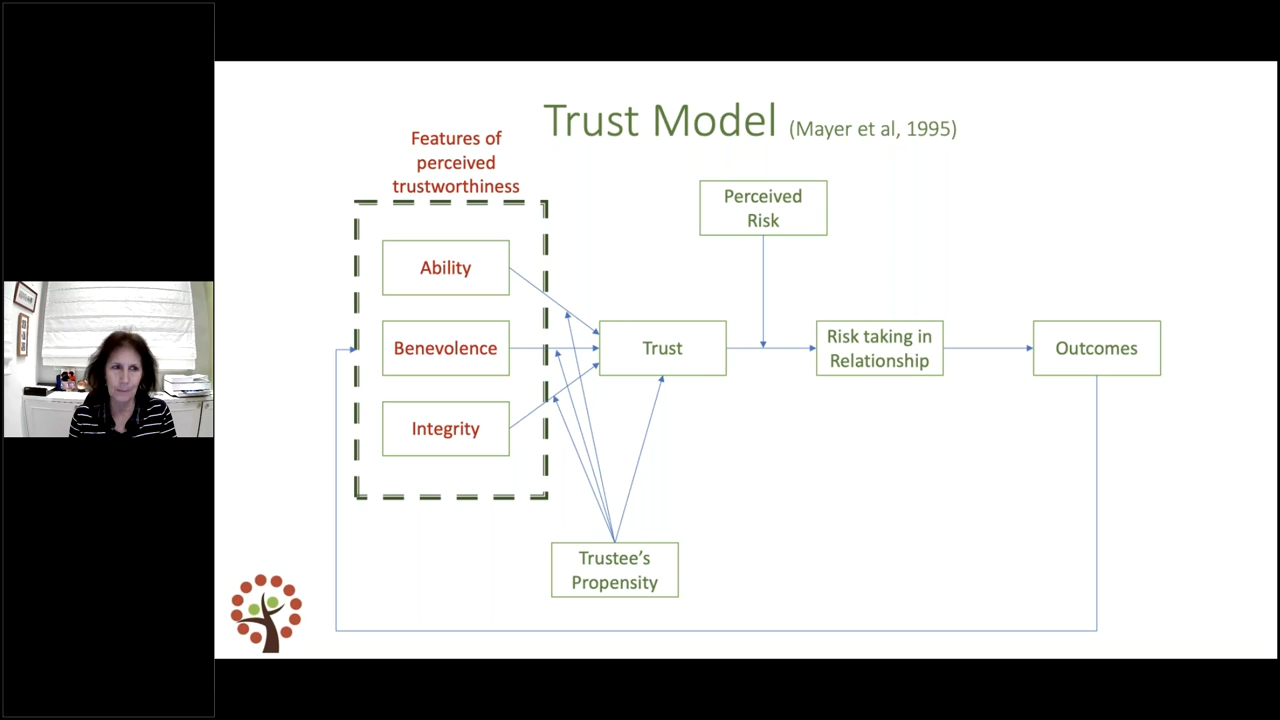 Trust Model (Mayer et al, 1995)
Features of
perceived
trustworthiness
Perceived
Risk
Ability
Benevolence
Integrity
Trust
Risk taking in
Relationship
Outcomes
Trustee’s
Propensity